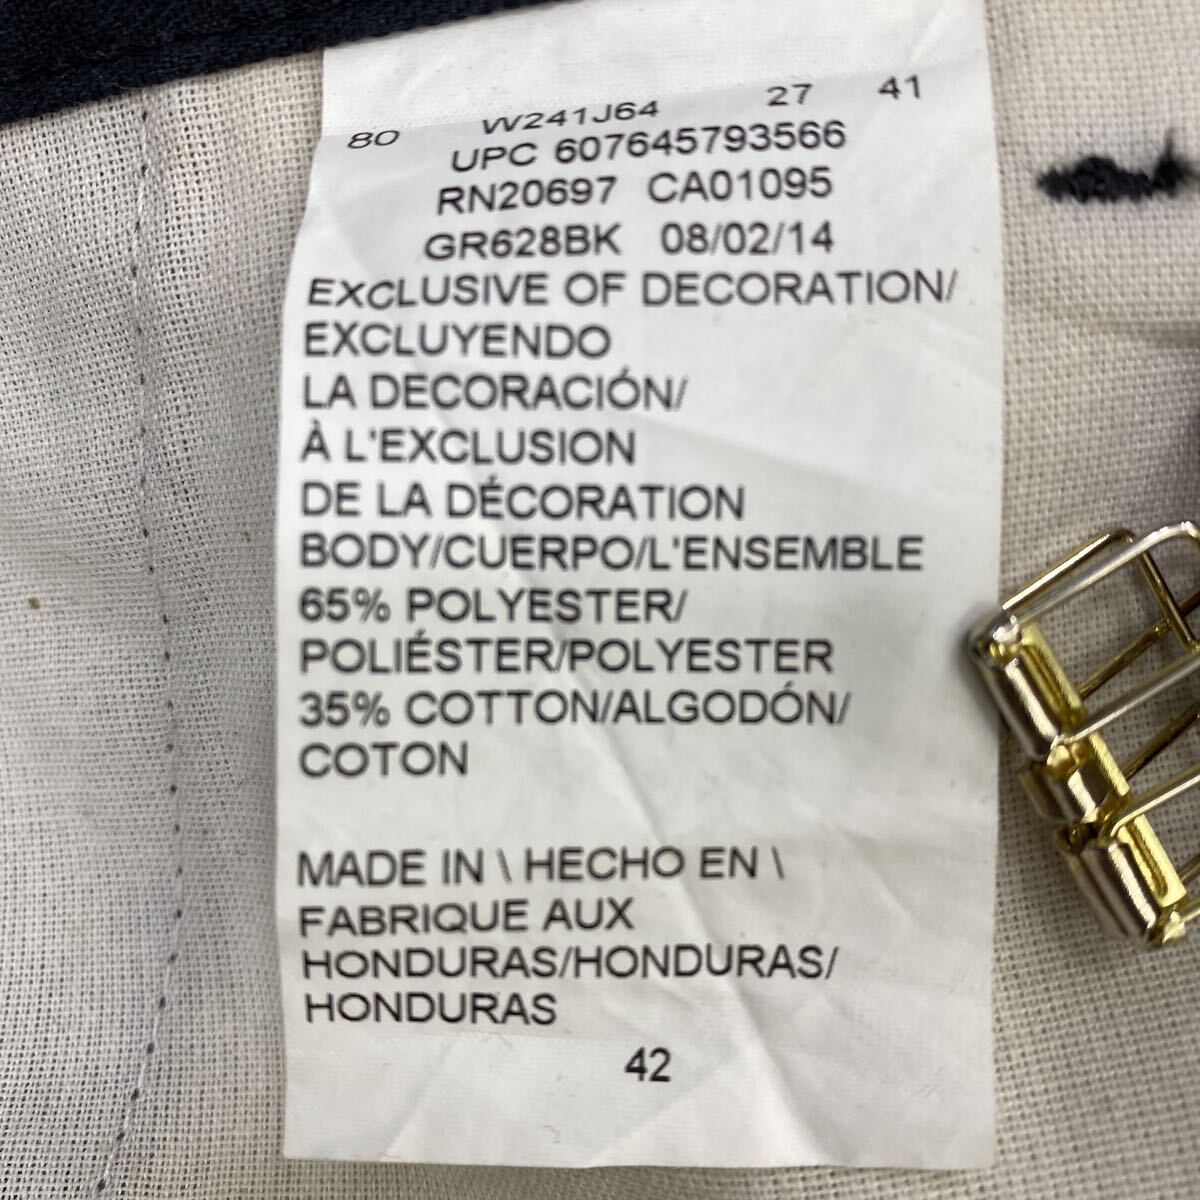 80 W241J64 27 41
UPC 607645793566
RN20697 CA01095
GR628BK 08/02/14
EXCLUSIVE OF DECORATION/
EXCLUYENDO
LA DECORACIÓN/
À L'EXCLUSION
DE LA DÉCORATION
BODY/CUERPO/L'ENSEMBLE
65% POLYESTER/
POLIÉSTER/POLYESTER
35% COTTON/ALGODÓN/
COTON
MADE IN \ HECHO EN \
FABRIQUE AUX
HONDURAS/HONDURAS/
HONDURAS
42